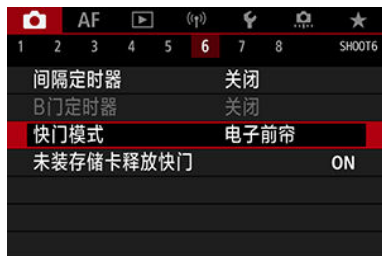 AF
1 2 3 4 5 6 7 8 SHOOT6
间隔定时器 关闭
B门定时器 关闭
快门模式 电子前帘
未装存储卡释放快门 ON